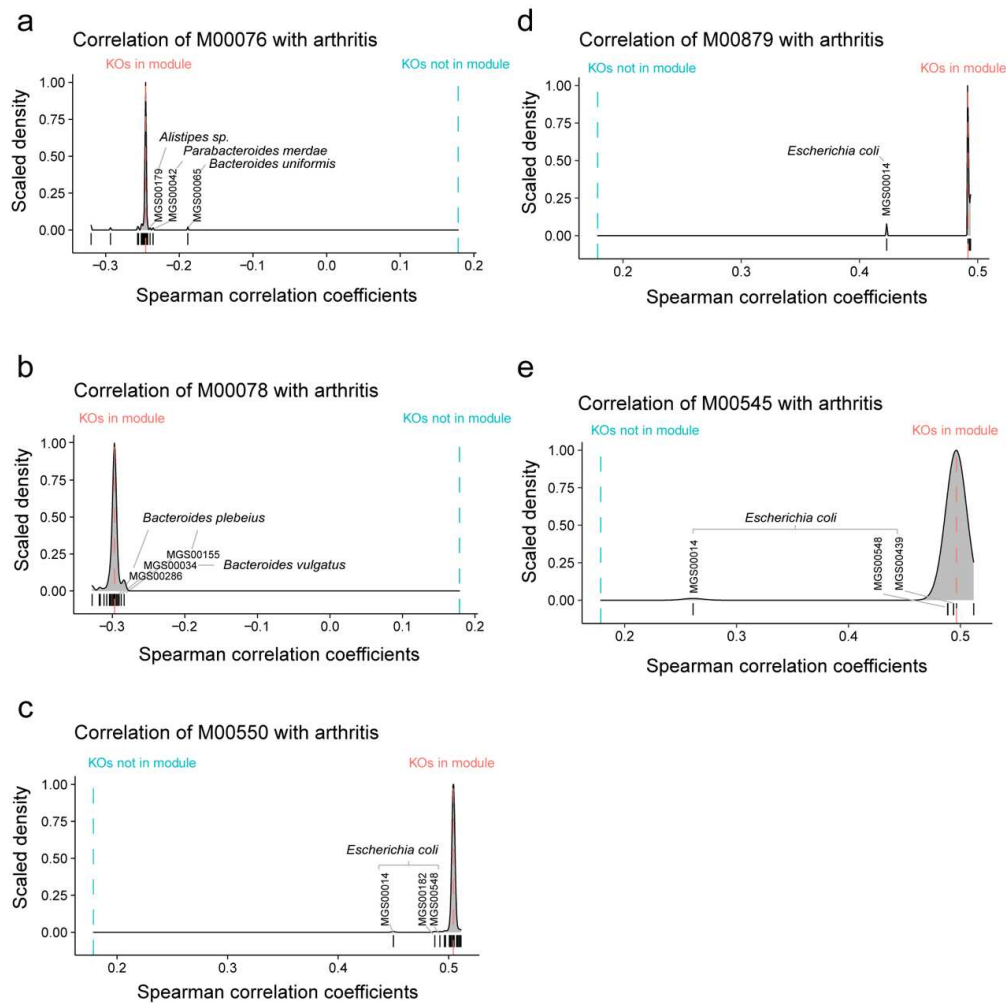 a
Correlation of M00076 with arthritis
KOs in module
KOs not in module
Scaled density
1.00
0.75
0.50
0.25
0.00
Alistipes sp.
Parabacteroides merdae
Bacteroides uniformis
MGS00179
MGS00042
MGS00065
−0.3
−0.2
−0.1
0.0
0.1
0.2
Spearman correlation coefficients
d
Correlation of M00879 with arthritis
KOs not in module
KOs in module
Scaled density
1.00
0.75
0.50
0.25
0.00
Escherichia coli
MGS00014
0.2
0.3
0.4
0.5
Spearman correlation coefficients
b
Correlation of M00078 with arthritis
KOs in module
KOs not in module
Scaled density
1.00
0.75
0.50
0.25
0.00
Bacteroides plebeius
MGS00155
MGS00034
Bacteroides vulgatus
MGS00286
−0.3
−0.2
−0.1
0.0
0.1
0.2
Spearman correlation coefficients
e
Correlation of M00545 with arthritis
KOs not in module
KOs in module
Scaled density
1.00
0.75
0.50
0.25
0.00
Escherichia coli
MGS00014
MGS00548
MGS00439
0.2
0.3
0.4
0.5
Spearman correlation coefficients
c
Correlation of M00550 with arthritis
KOs not in module
KOs in module
Scaled density
1.00
0.75
0.50
0.25
0.00
Escherichia coli
MGS00014
MGS00182
MGS00548
0.2
0.3
0.4
0.5
Spearman correlation coefficients